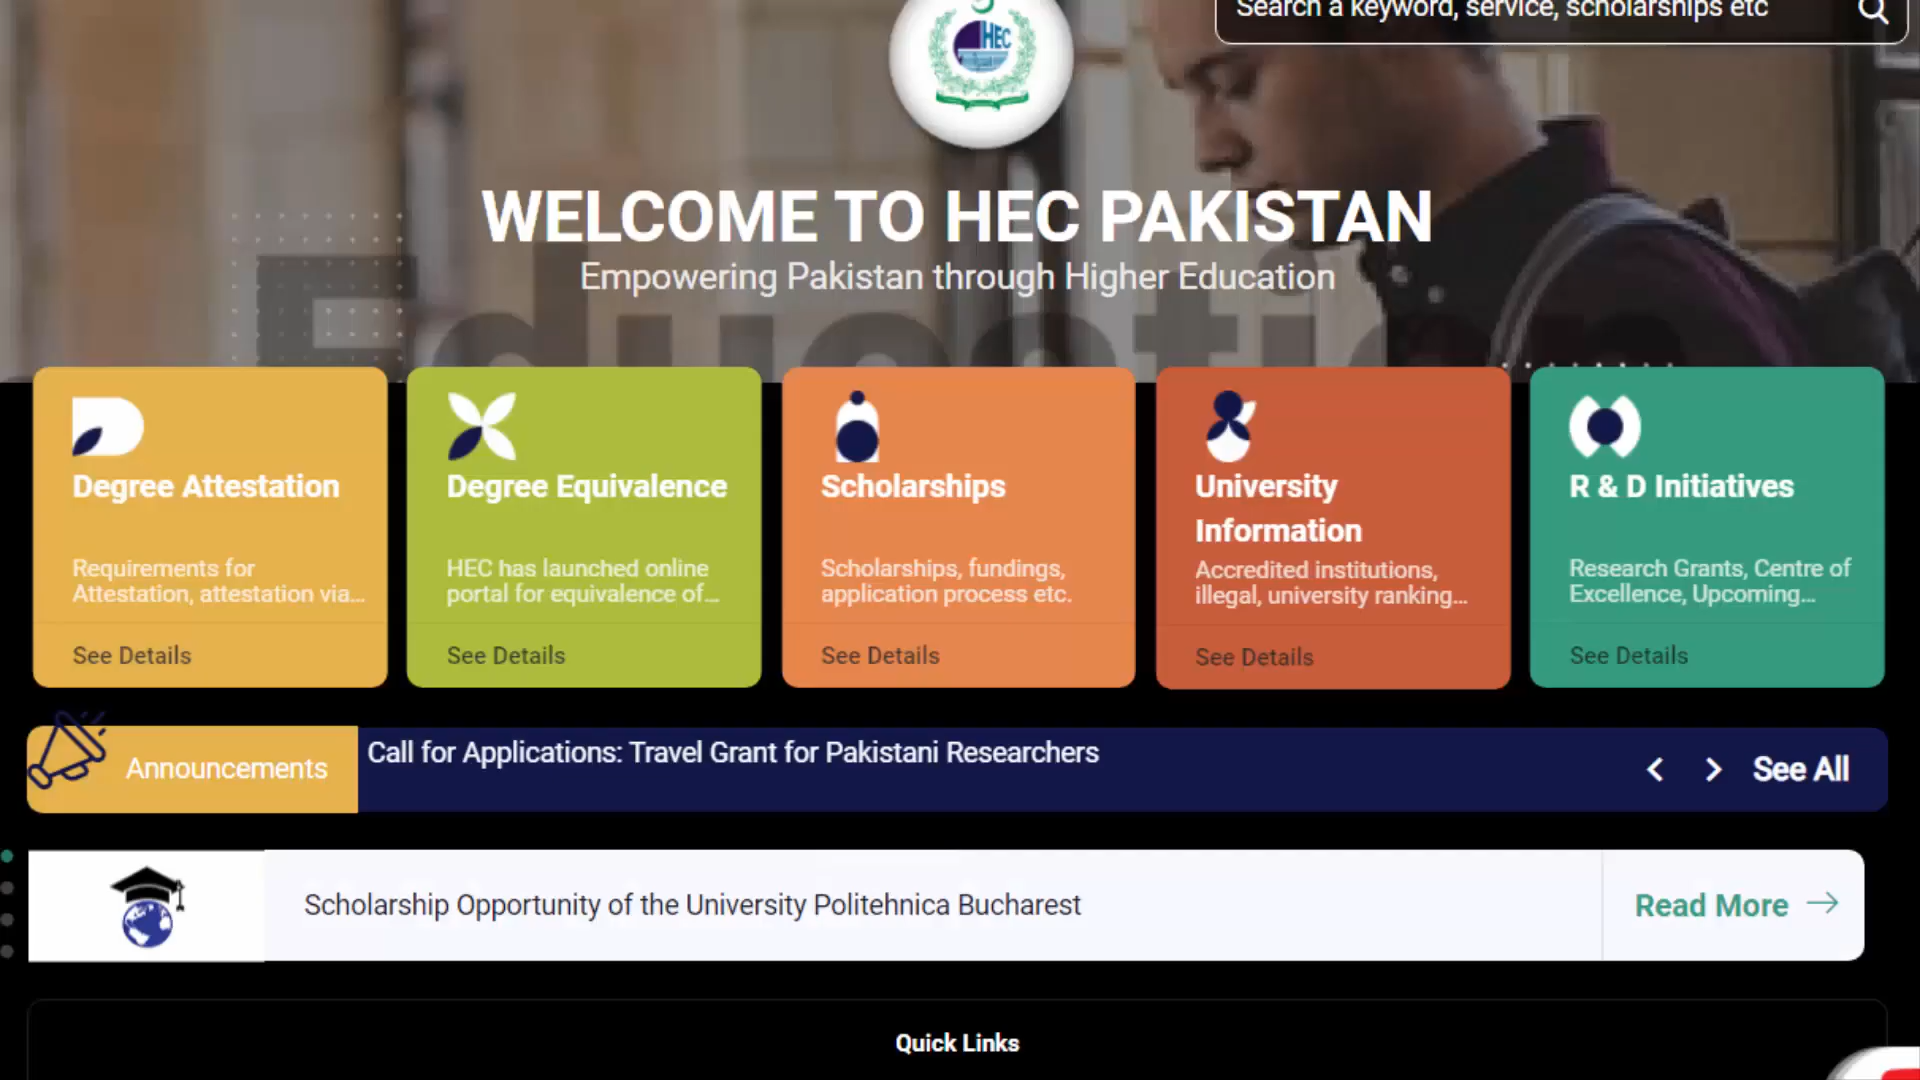 Search a keyword, service, scholarships etc
HEC
WELCOME TO HEC PAKISTAN
Empowering Pakistan through Higher Education
Education
Degree Attestation
Requirements for
Attestation, attestation via...
See Details
Degree Equivalence
HEC has launched online
portal for equivalence of...
See Details
Scholarships
Scholarships, fundings,
application process etc.
See Details
University
Information
Accredited institutions,
illegal, university ranking...
See Details
R & D Initiatives
Research Grants, Centre of
Excellence, Upcoming...
See Details
Announcements
Call for Applications: Travel Grant for Pakistani Researchers
See All
Scholarship Opportunity of the University Politehnica Bucharest
Read More
Quick Links